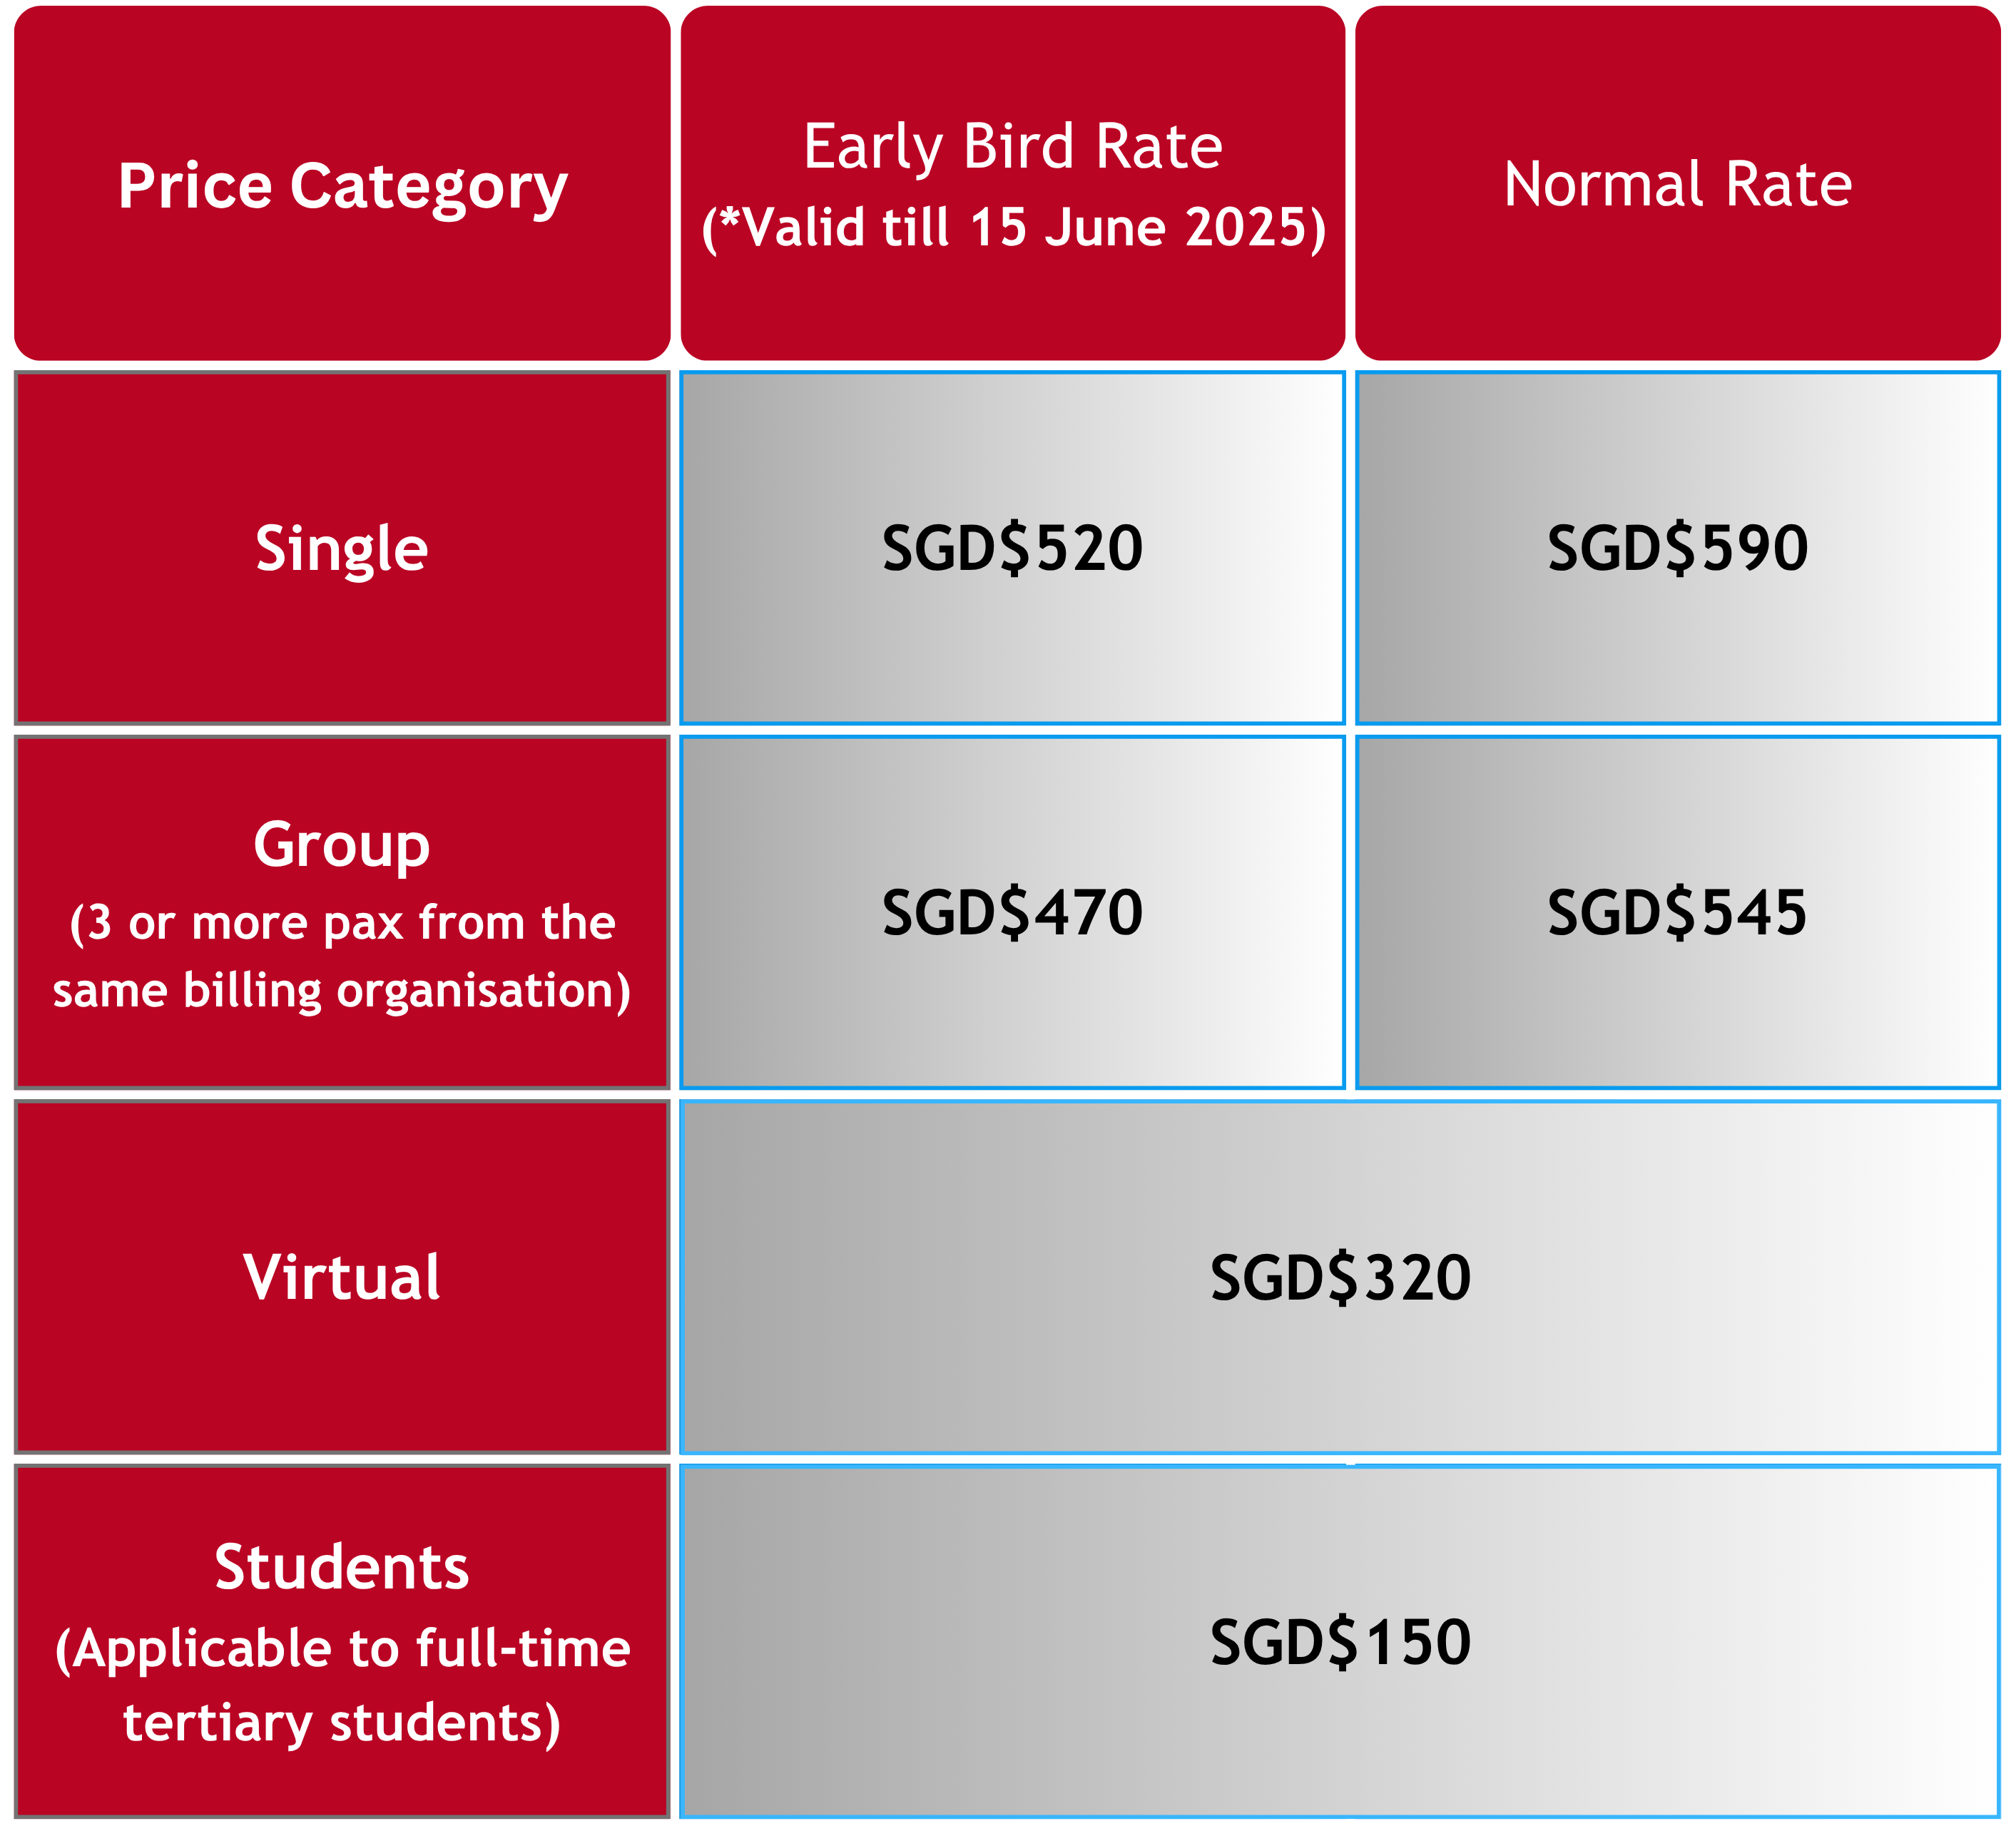 Price Category
Early Bird Rate
(*Valid till 15 June 2025)
Normal Rate
Single
SGD$520
SGD$590
Group
(3 or more pax from the
same billing organisation)
SGD$470
SGD$545
Virtual
SGD$320
Students
(Applicable to full-time
tertiary students)
SGD$150